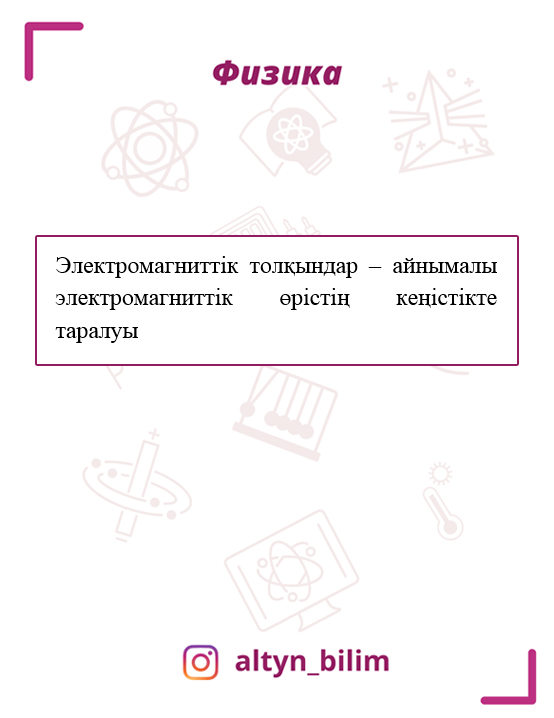 Физика
Электромагниттік толқындар – айнымалы
электромагниттік өрістің кеңістікте
таралуы
altyn_bilim